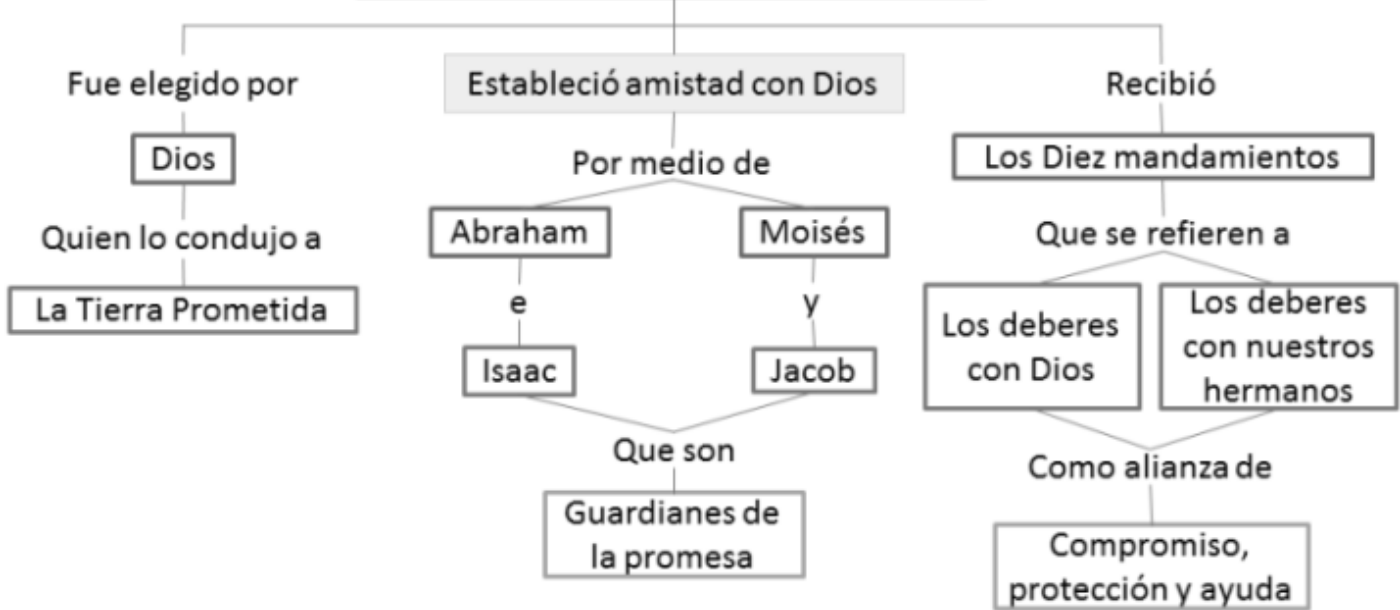 Fue elegido por
Dios
Quien lo condujo a
La Tierra Prometida
Estableció amistad con Dios
Por medio de
Abraham
Moisés
e
y
Isaac
Jacob
Que son
Guardianes de
la promesa
Recibió
Los Diez mandamientos
Que se refieren a
Los deberes
con Dios
Los deberes
con nuestros
hermanos
Como alianza de
Compromiso,
protección y ayuda